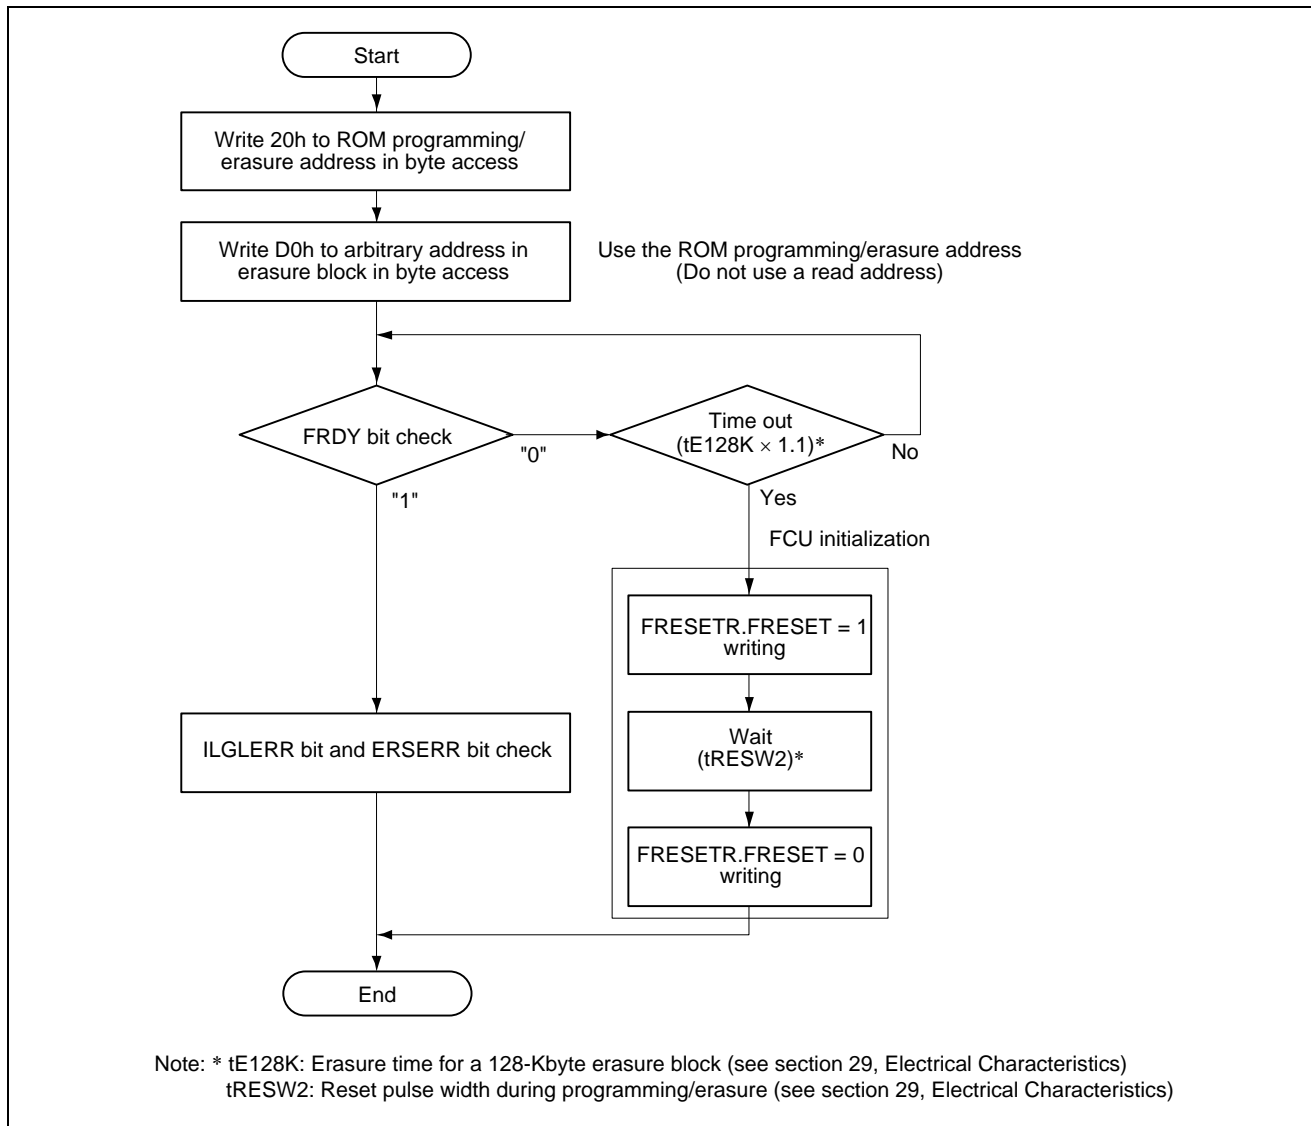 Start
Write 20h to ROM programming/
erasure address in byte access
Write D0h to arbitrary address in
erasure block in byte access
Use the ROM programming/erasure address
(Do not use a read address)
FRDY bit check
"0"
Time out
(tE128K × 1.1)*
No
"1"
Yes
FCU initialization
FRESETR.FRESET = 1
writing
ILGLERR bit and ERSERR bit check
Wait
(tRESW2)*
FRESETR.FRESET = 0
writing
End
Note: * tE128K: Erasure time for a 128-Kbyte erasure block (see section 29, Electrical Characteristics)
tRESW2: Reset pulse width during programming/erasure (see section 29, Electrical Characteristics)